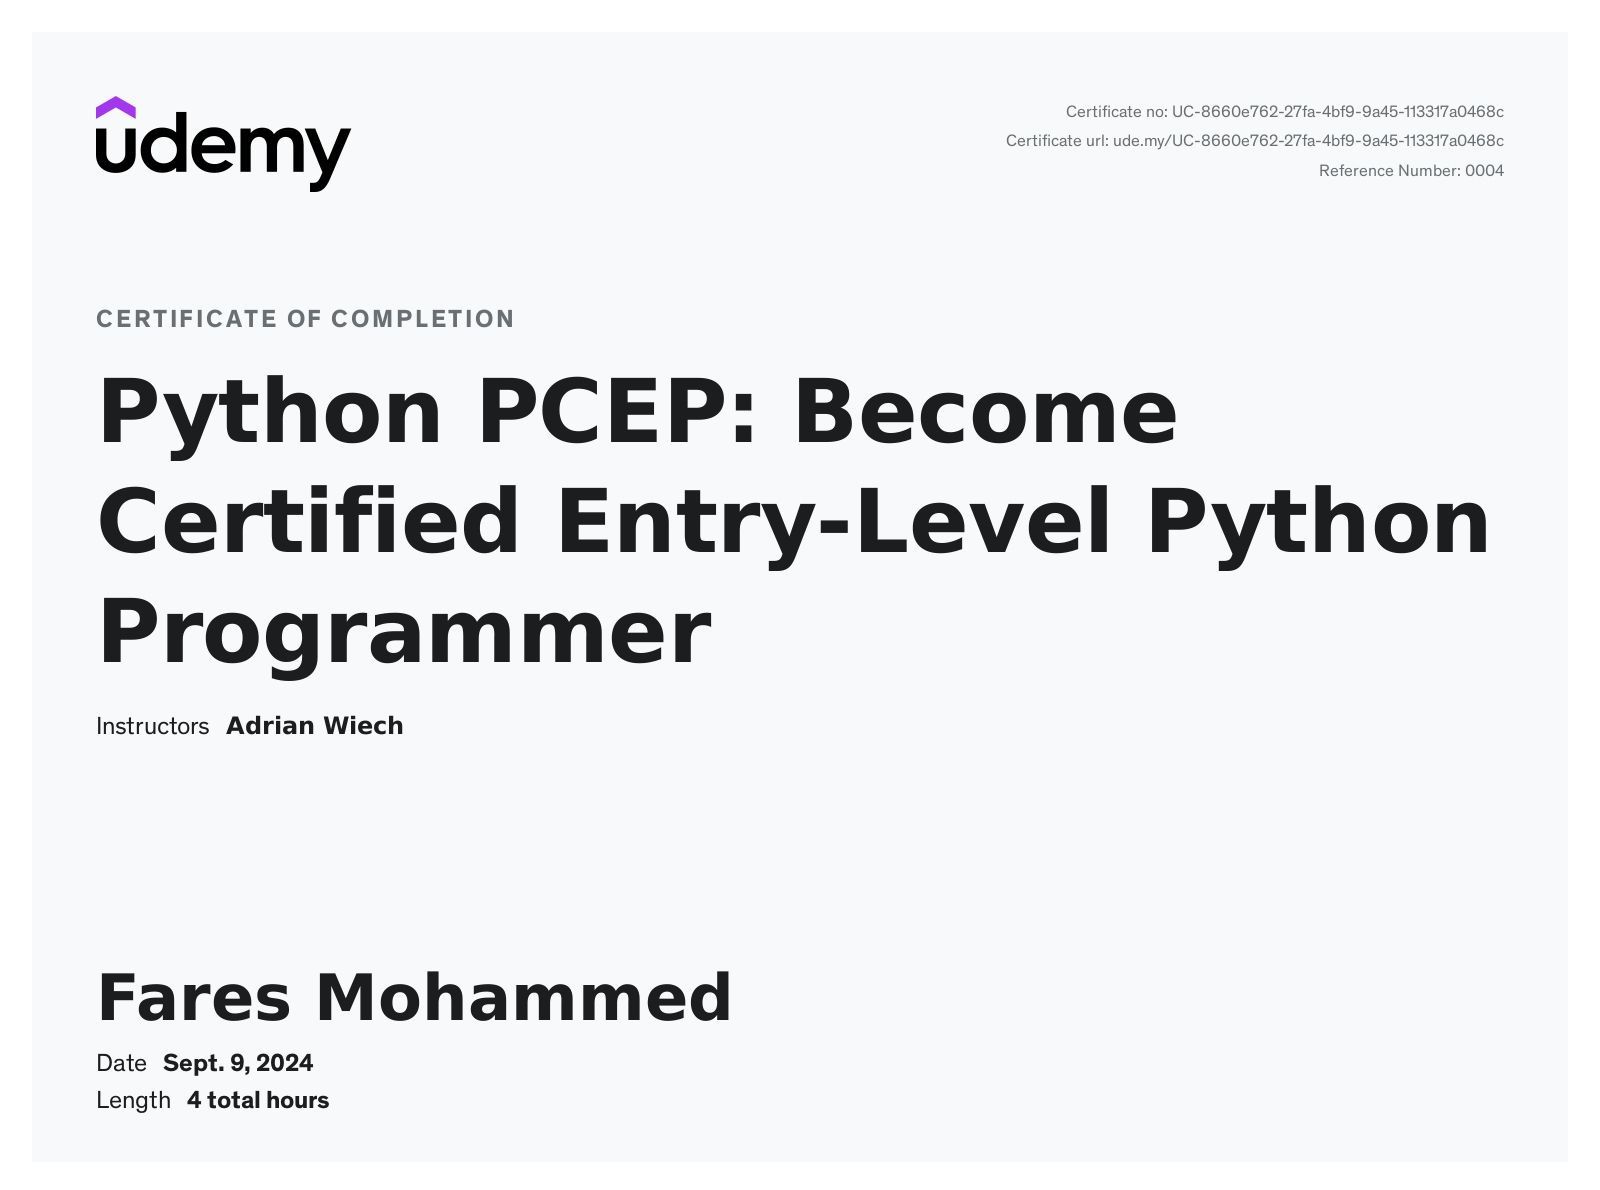 udemy
Certificate no: UC-8660e762-27fa-4bf9-9a45-113317a0468c
Certificate url: ude.my/UC-8660e762-27fa-4bf9-9a45-113317a0468c
Reference Number: 0004
CERTIFICATE OF COMPLETION
Python PCEP: Become
Certified Entry-Level Python
Programmer
Instructors Adrian Wiech
Fares Mohammed
Date Sept. 9, 2024
Length 4 total hours